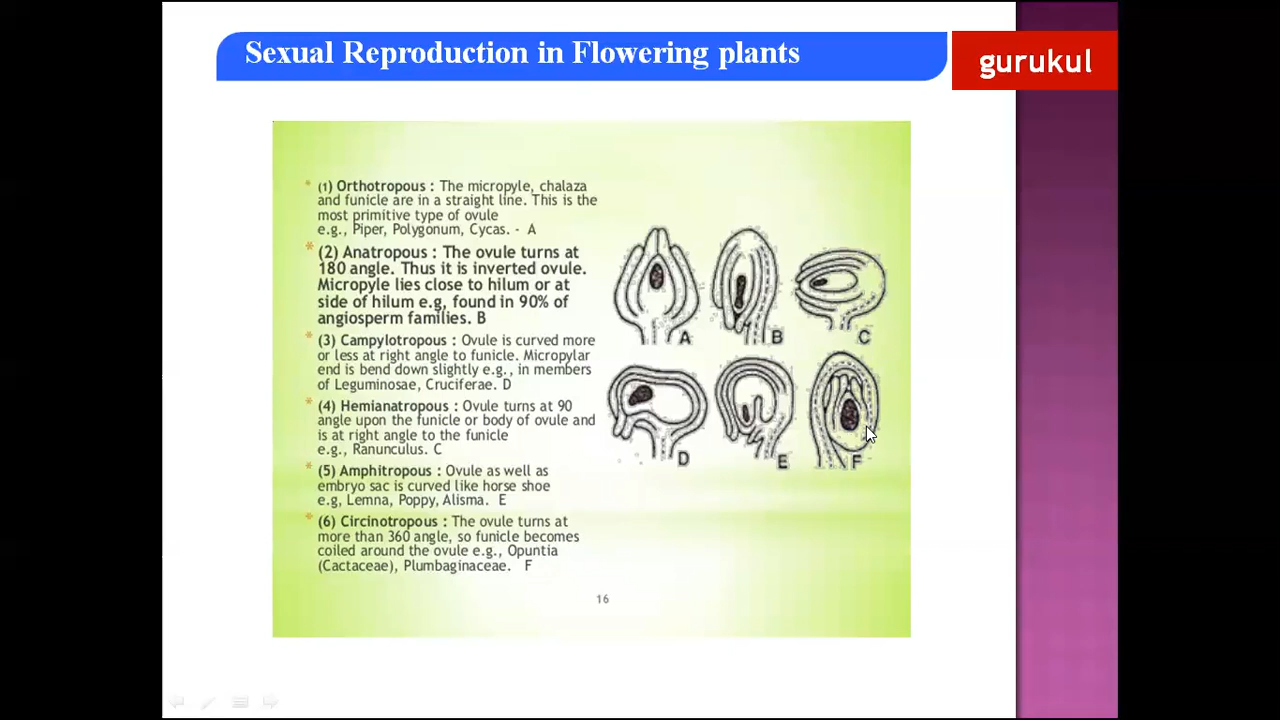 Sexual Reproduction in Flowering plants
gurukul
* (1) Orthotropous : The micropyle, chalaza
and funicle are in a straight line. This is the
most primitive type of ovule
e.g., Piper, Polygonum, Cycas. - A
* (2) Anatropous : The ovule turns at
180 angle. Thus it is inverted ovule.
Micropyle lies close to hilum or at
side of hilum e.g, found in 90% of
angiosperm families. B
* (3) Campylotropous : Ovule is curved more
or less at right angle to funicle. Micropylar
end is bend down slightly e.g., in members
of Leguminosae, Cruciferae. D
* (4) Hemianatropous : Ovule turns at 90
angle upon the funicle or body of ovule and
is at right angle to the funicle
e.g., Ranunculus. C
* (5) Amphitropous : Ovule as well as
embryo sac is curved like horse shoe
e.g, Lemna, Poppy, Alisma. E
* (6) Circinotropous : The ovule turns at
more than 360 angle, so funicle becomes
coiled around the ovule e.g., Opuntia
(Cactaceae), Plumbaginaceae. F
A B C
D E F
16